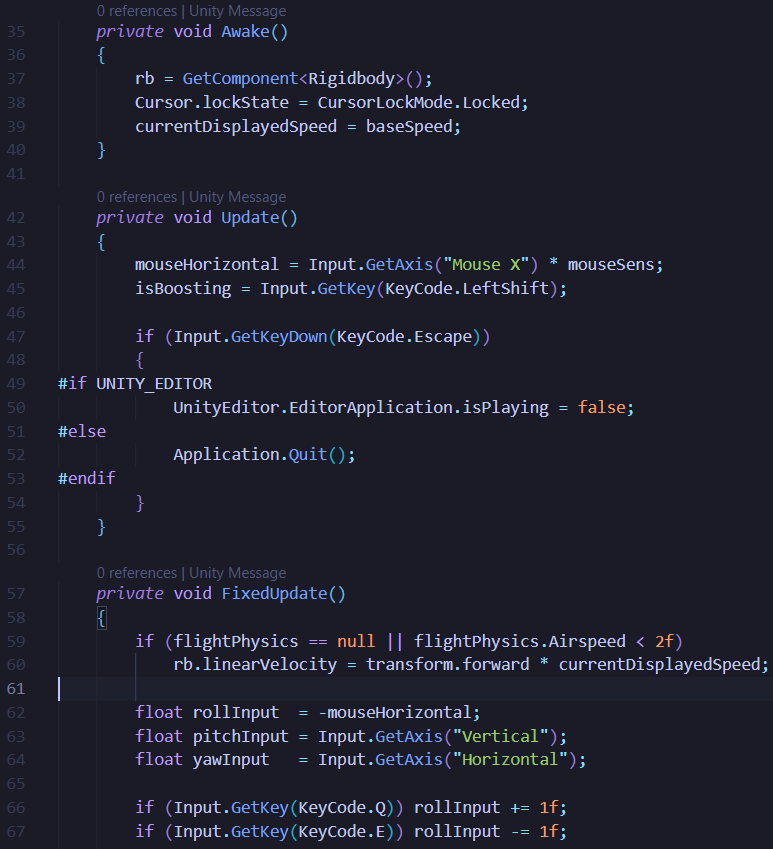 0 references | Unity Message
35 private void Awake()
36 {
37 rb = GetComponent<Rigidbody>();
38 Cursor.lockState = CursorLockMode.Locked;
39 currentDisplayedSpeed = baseSpeed;
40 }
41
0 references | Unity Message
42 private void Update()
43 {
44 mouseHorizontal = Input.GetAxis("Mouse X") * mouseSens;
45 isBoosting = Input.GetKey(KeyCode.LeftShift);
46
47 if (Input.GetKeyDown(KeyCode.Escape))
48 {
49 #if UNITY_EDITOR
50 UnityEditor.EditorApplication.isPlaying = false;
51 #else
52 Application.Quit();
53 #endif
54 }
55 }
56
0 references | Unity Message
57 private void FixedUpdate()
58 {
59 if (flightPhysics == null || flightPhysics.Airspeed < 2f)
60 rb.linearVelocity = transform.forward * currentDisplayedSpeed;
61
62 float rollInput  = -mouseHorizontal;
63 float pitchInput = Input.GetAxis("Vertical");
64 float yawInput   = Input.GetAxis("Horizontal");
65
66 if (Input.GetKey(KeyCode.Q)) rollInput += 1f;
67 if (Input.GetKey(KeyCode.E)) rollInput -= 1f;